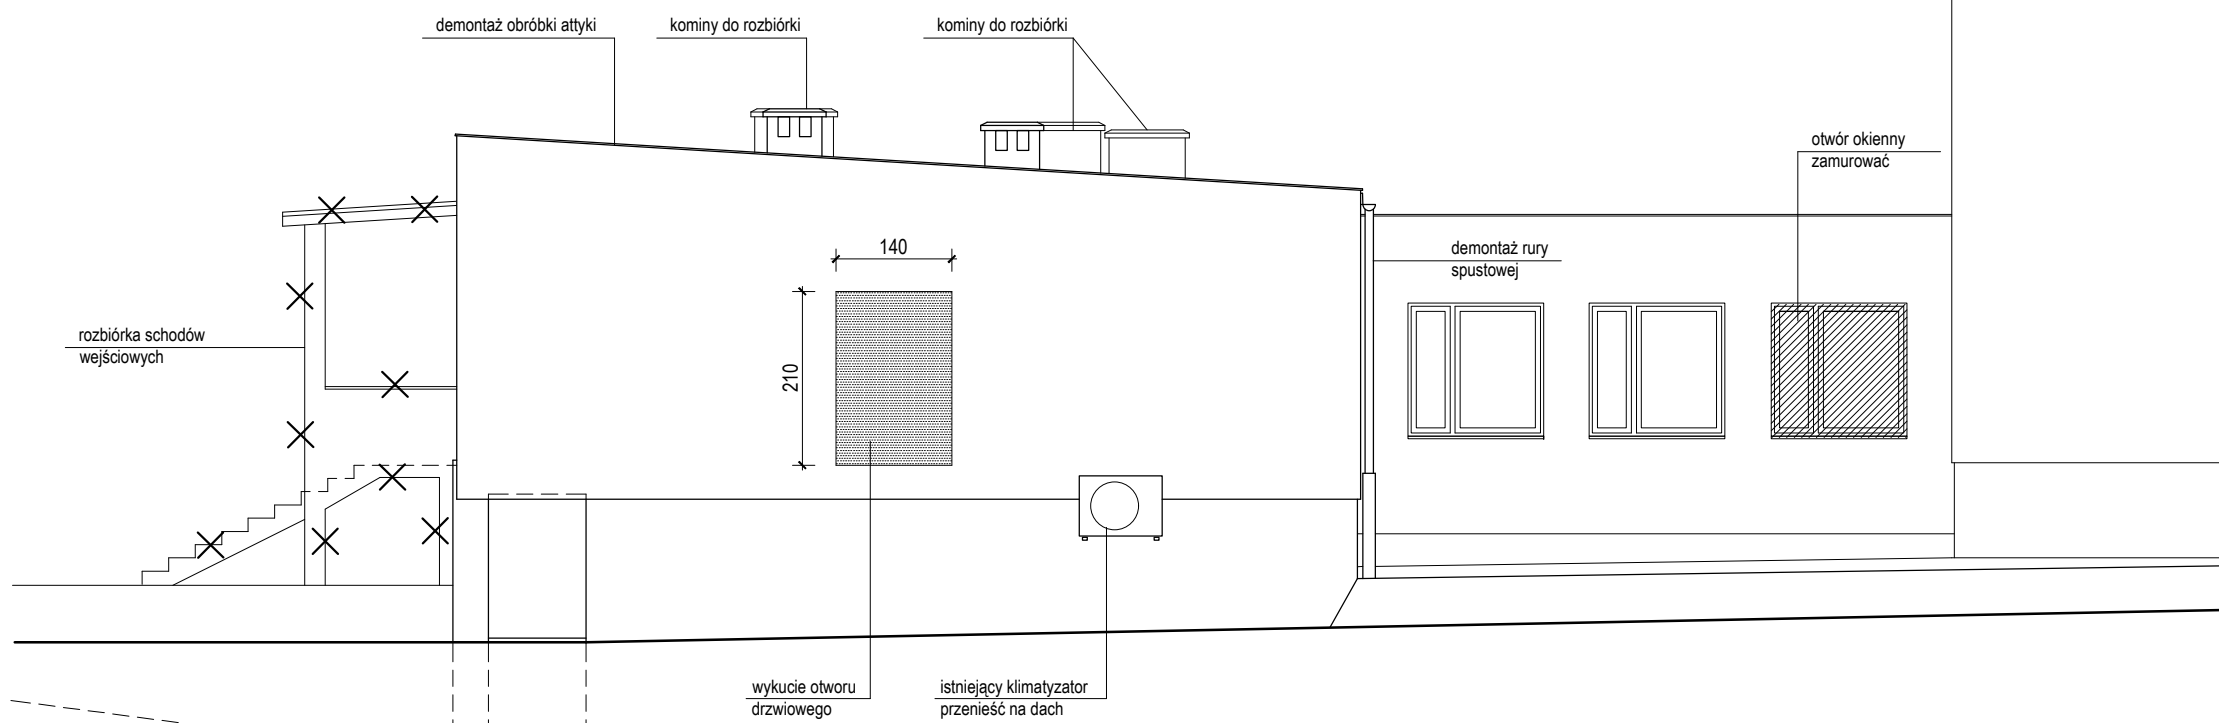 demontaż obróbki attyki
kominy do rozbiórki
kominy do rozbiórki
otwór okienny
zamurować
140
demontaż rury
spustowej
rozbiórka schodów
wejściowych
210
wykucie otworu
drzwiowego
istniejący klimatyzator
przenieść na dach